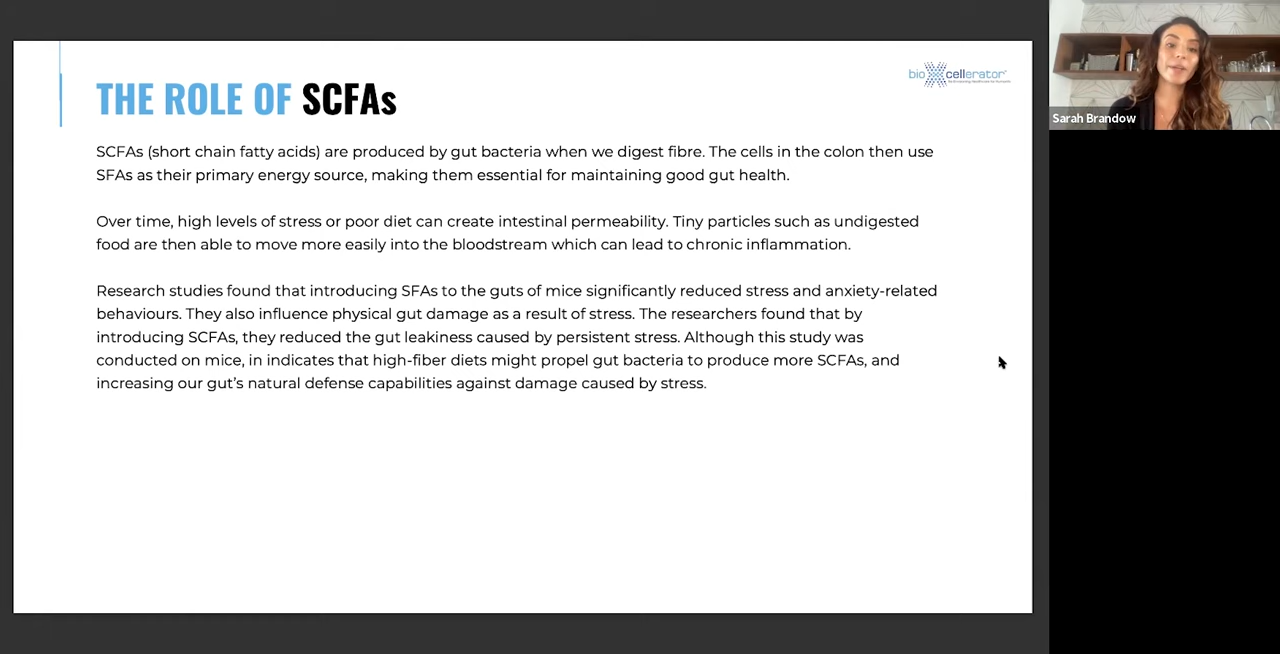 THE ROLE OF SCFAs
bio cellerator
SCFAs (short chain fatty acids) are produced by gut bacteria when we digest fibre. The cells in the colon then use
SFAs as their primary energy source, making them essential for maintaining good gut health.
Over time, high levels of stress or poor diet can create intestinal permeability. Tiny particles such as undigested
food are then able to move more easily into the bloodstream which can lead to chronic inflammation.
Research studies found that introducing SFAs to the guts of mice significantly reduced stress and anxiety-related
behaviours. They also influence physical gut damage as a result of stress. The researchers found that by
introducing SCFAs, they reduced the gut leakiness caused by persistent stress. Although this study was
conducted on mice, in indicates that high-fiber diets might propel gut bacteria to produce more SCFAs, and
increasing our gut’s natural defense capabilities against damage caused by stress.
Sarah Brandow